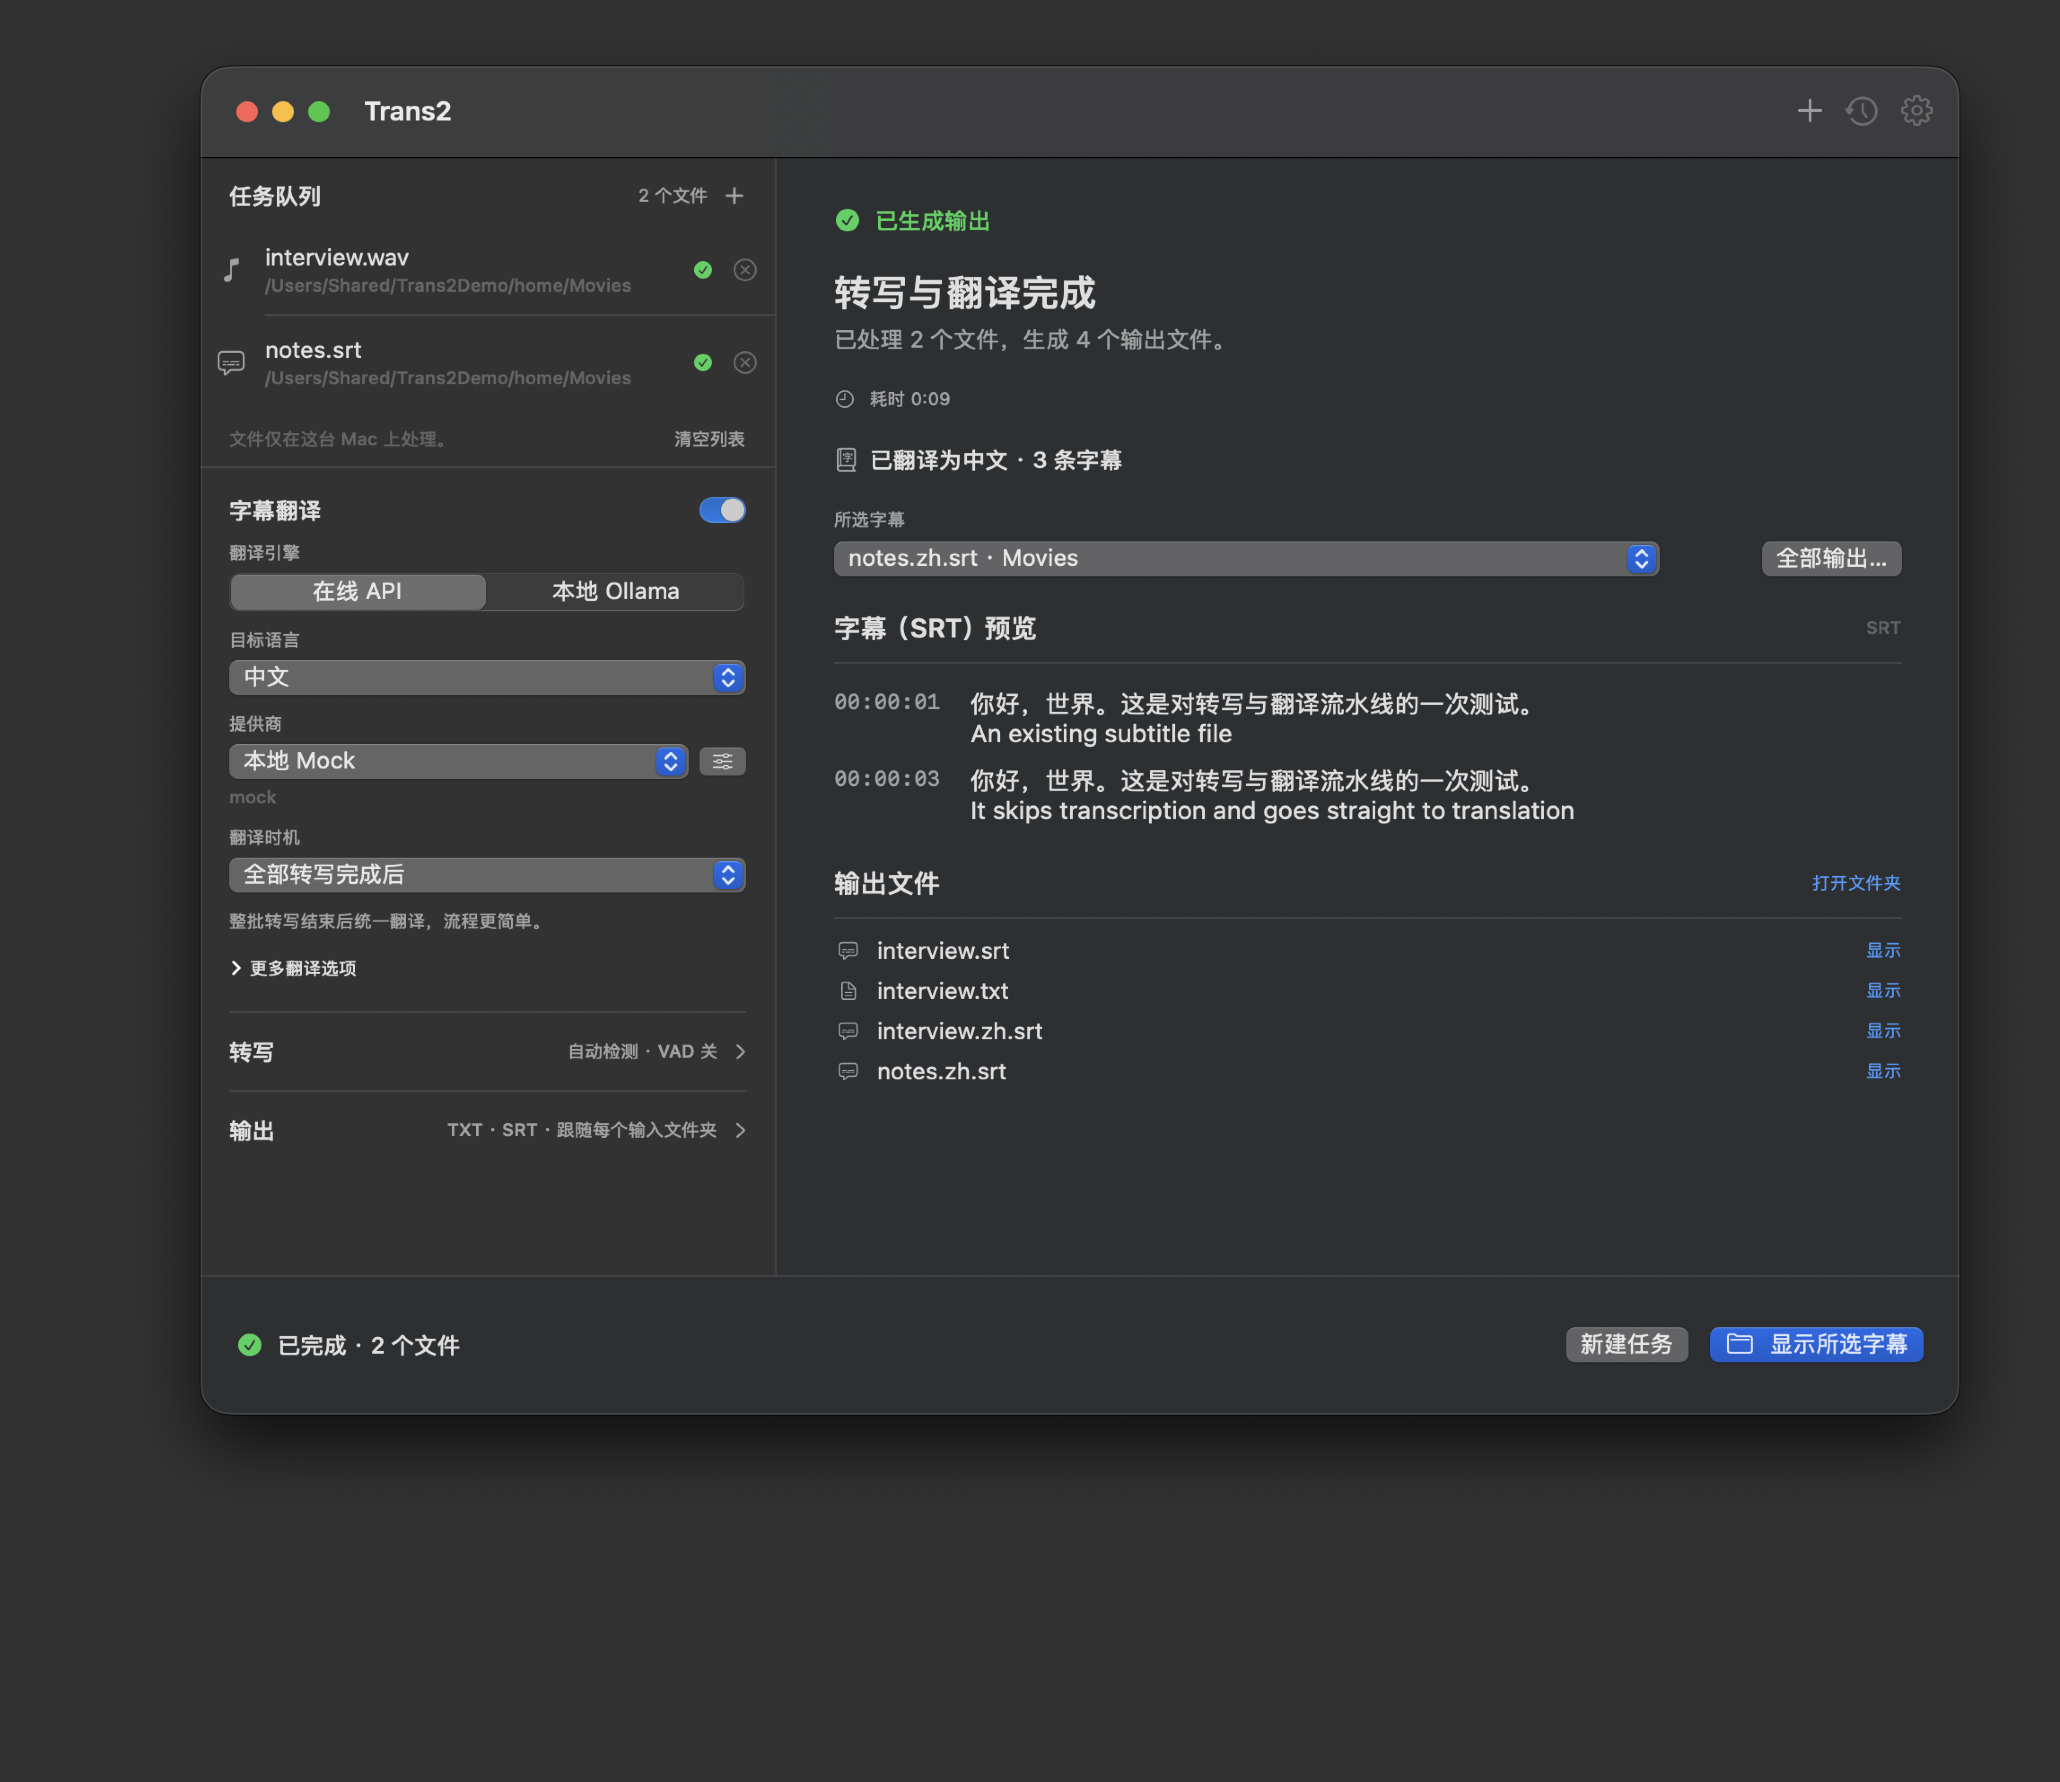 Trans2
任务队列
2 个文件
interview.wav
/Users/Shared/Trans2Demo/home/Movies
notes.srt
/Users/Shared/Trans2Demo/home/Movies
文件仅在这台 Mac 上处理。
清空列表
字幕翻译
翻译引擎
在线 API
本地 Ollama
目标语言
中文
提供商
本地 Mock
mock
翻译时机
全部转写完成后
整批转写结束后统一翻译，流程更简单。
更多翻译选项
转写
自动检测 · VAD 关
输出
TXT · SRT · 跟随每个输入文件夹
已生成输出
转写与翻译完成
已处理 2 个文件，生成 4 个输出文件。
耗时 0:09
已翻译为中文 · 3 条字幕
所选字幕
notes.zh.srt · Movies
全部输出...
字幕（SRT）预览
SRT
00:00:01
你好，世界。这是对转写与翻译流水线的一次测试。
An existing subtitle file
00:00:03
你好，世界。这是对转写与翻译流水线的一次测试。
It skips transcription and goes straight to translation
输出文件
打开文件夹
interview.srt
显示
interview.txt
显示
interview.zh.srt
显示
notes.zh.srt
显示
已完成 · 2 个文件
新建任务
显示所选字幕